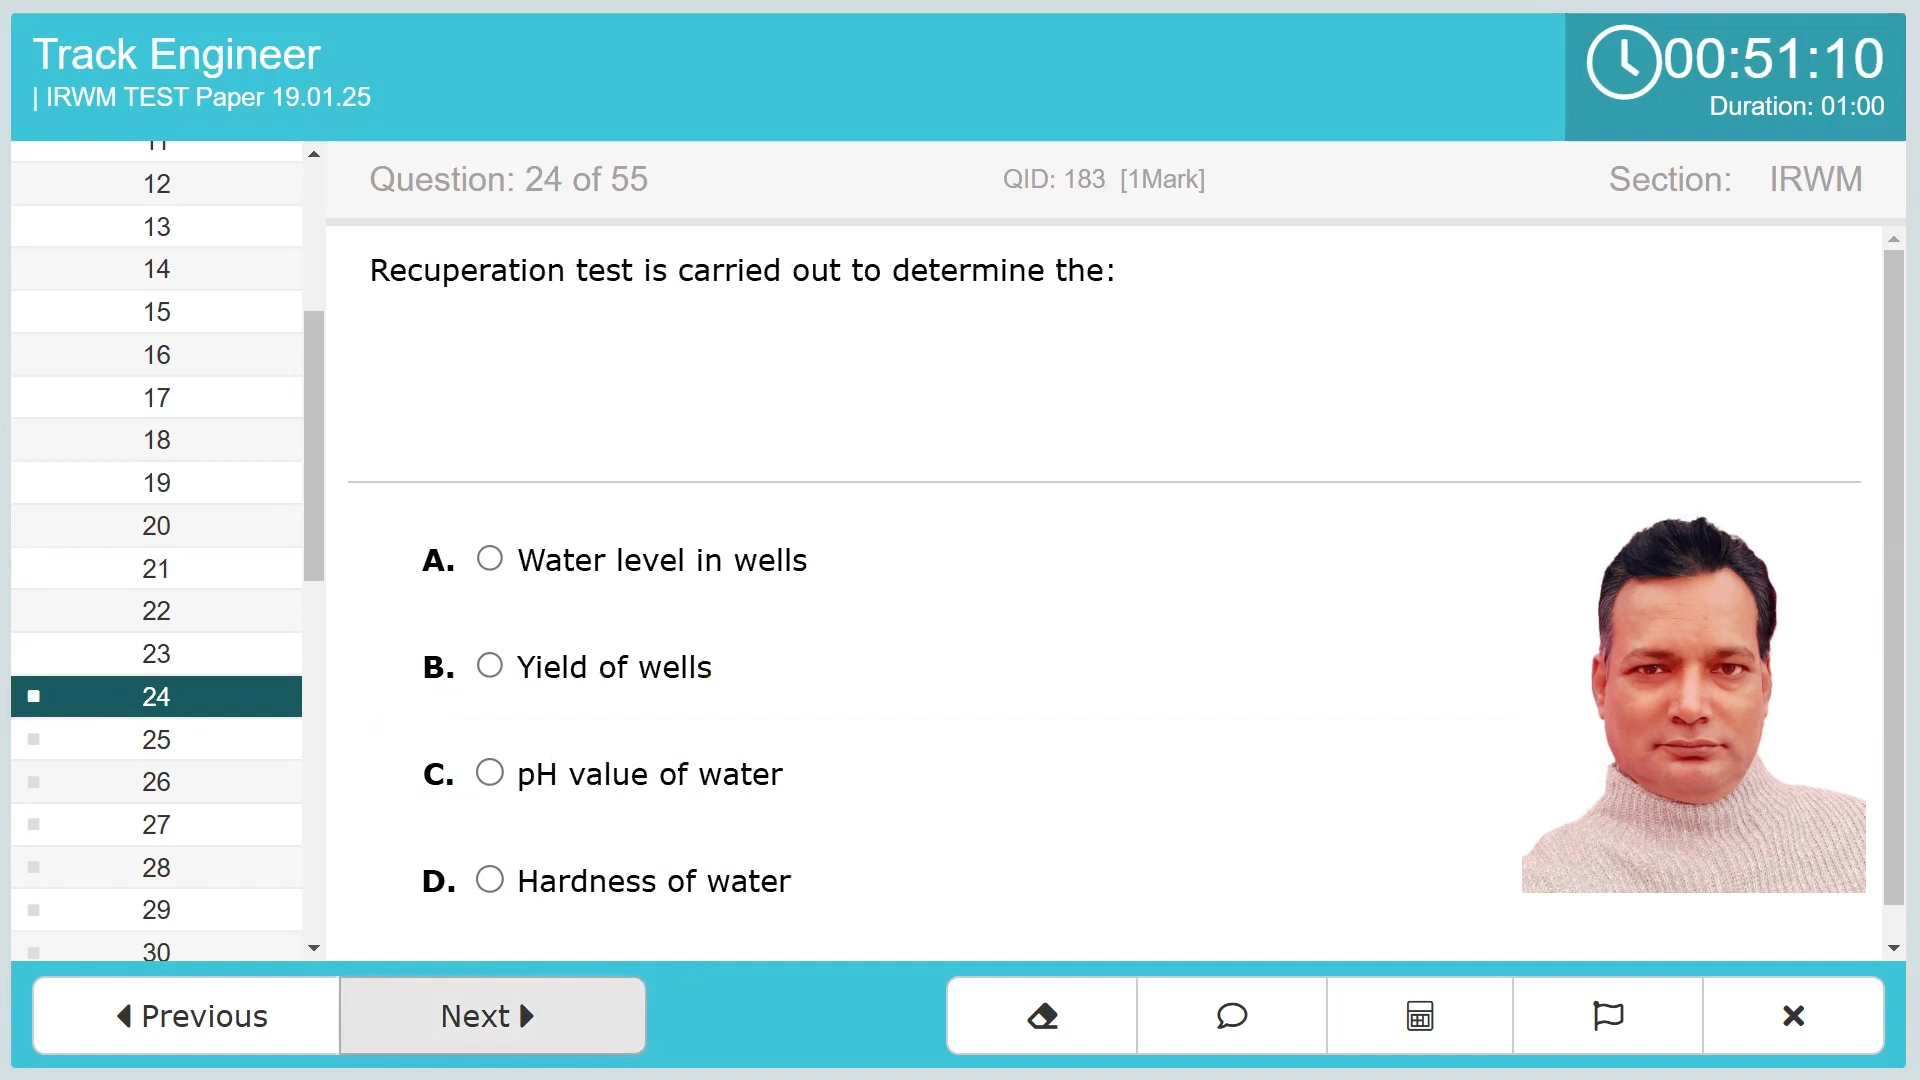 Track Engineer
| IRWM TEST Paper 19.01.25
00:51:10
Duration: 01:00
11
12
13
14
15
16
17
18
19
20
21
22
23
24
25
26
27
28
29
30
Question: 24 of 55
QID: 183 [1Mark]
Section: IRWM
Recuperation test is carried out to determine the:
A. Water level in wells
B. Yield of wells
C. pH value of water
D. Hardness of water
Previous
Next